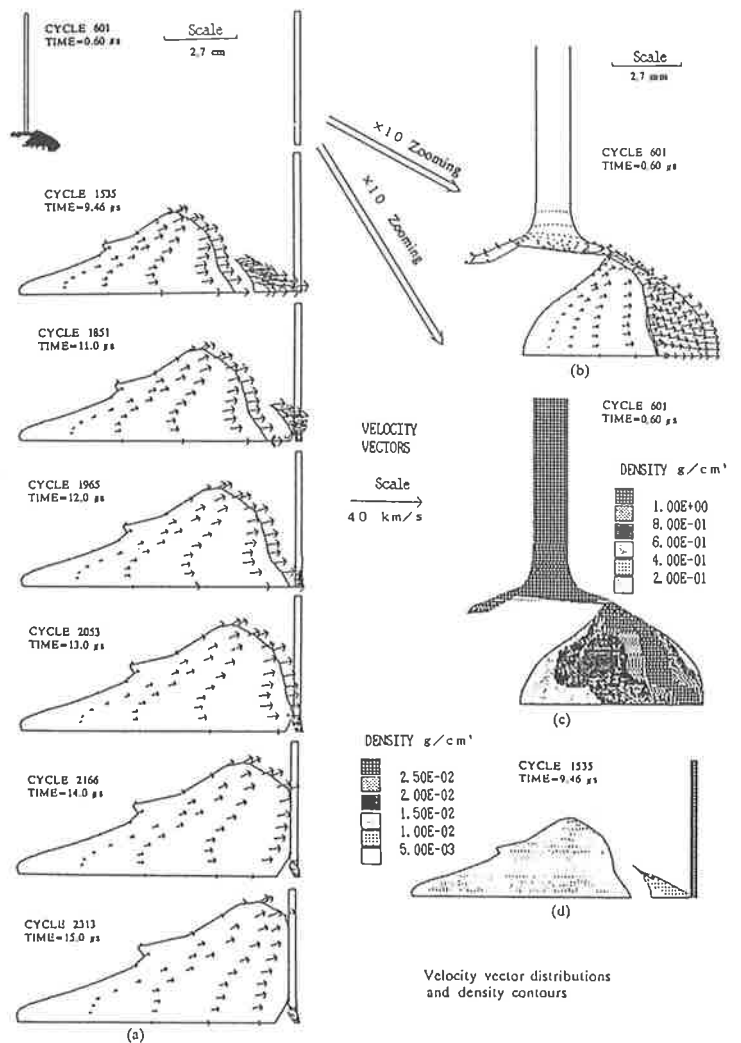 CYCLE 601
TIME=0.60 μs
Scale
2.7 cm
CYCLE 1535
TIME=9.46 μs
CYCLE 1851
TIME=11.0 μs
CYCLE 1965
TIME=12.0 μs
CYCLE 2053
TIME=13.0 μs
CYCLE 2166
TIME=14.0 μs
CYCLE 2313
TIME=15.0 μs
(a)
×10 Zooming
×10 Zooming
VELOCITY
VECTORS
Scale
40 km/s
Scale
2.7 mm
CYCLE 601
TIME=0.60 μs
(b)
CYCLE 601
TIME=0.60 μs
DENSITY g/cm³
1.00E+00
8.00E-01
6.00E-01
4.00E-01
2.00E-01
(c)
DENSITY g/cm³
2.50E-02
2.00E-02
1.50E-02
1.00E-02
5.00E-03
CYCLE 1535
TIME=9.46 μs
(d)
Velocity vector distributions
and density contours